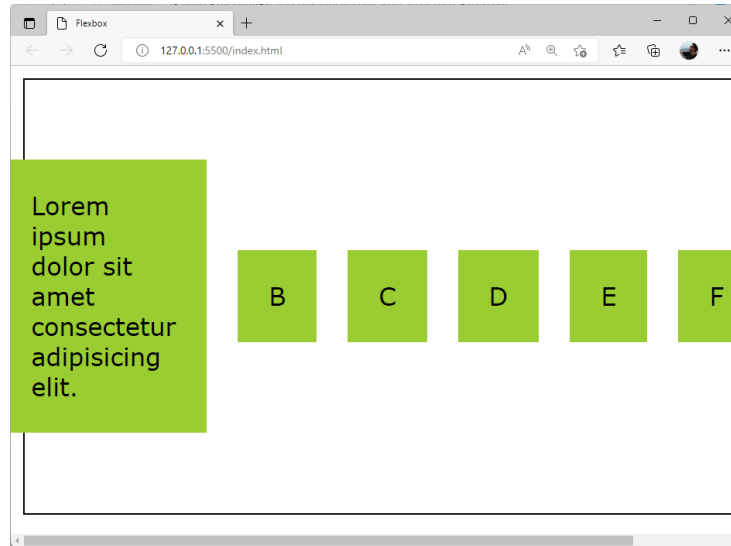 Flexbox
127.0.0.1:5500/index.html
Lorem
ipsum
dolor sit
amet
consectetur
adipisicing
elit.
B
C
D
E
F